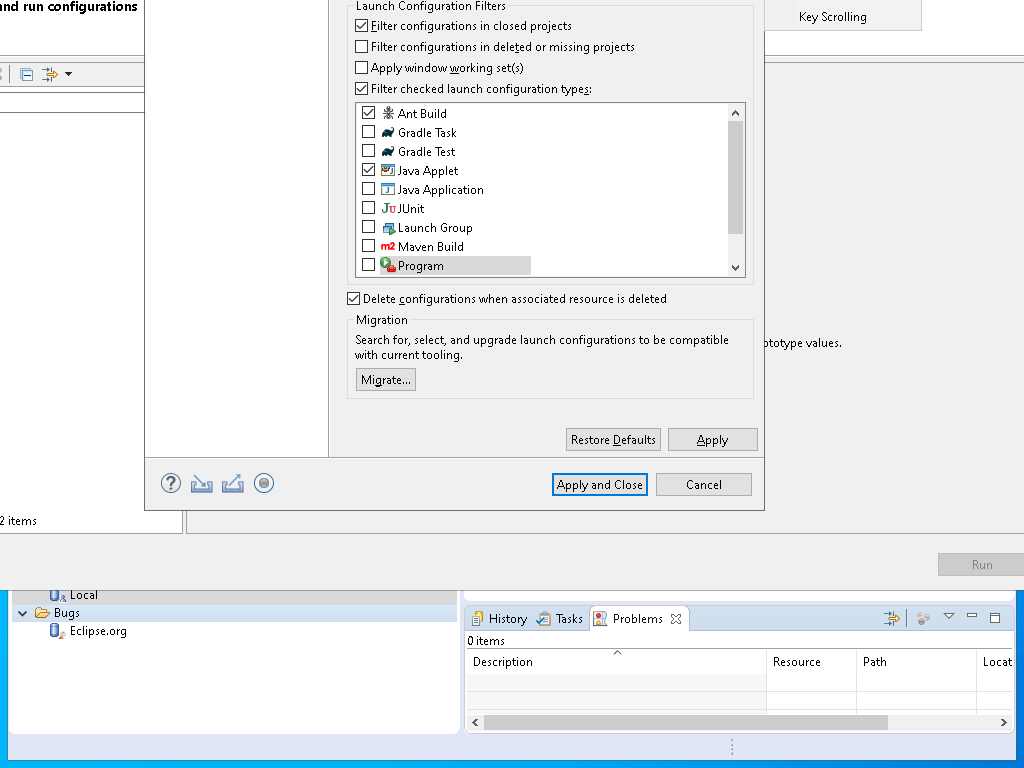 and run configurations
Launch Configuration Filters
Key Scrolling
Filter configurations in closed projects
Filter configurations in deleted or missing projects
Apply window working set(s)
Filter checked launch configuration types:
Ant Build
Gradle Task
Gradle Test
Java Applet
Java Application
JUnit
Launch Group
m2 Maven Build
Program
Delete configurations when associated resource is deleted
Migration
Search for, select, and upgrade launch configurations to be compatible
with current tooling.
ototype values.
Migrate...
Restore Defaults
Apply
Apply and Close
Cancel
2 items
Run
Local
Bugs
Eclipse.org
History
Tasks
Problems
0 items
Description
Resource
Path
Locat